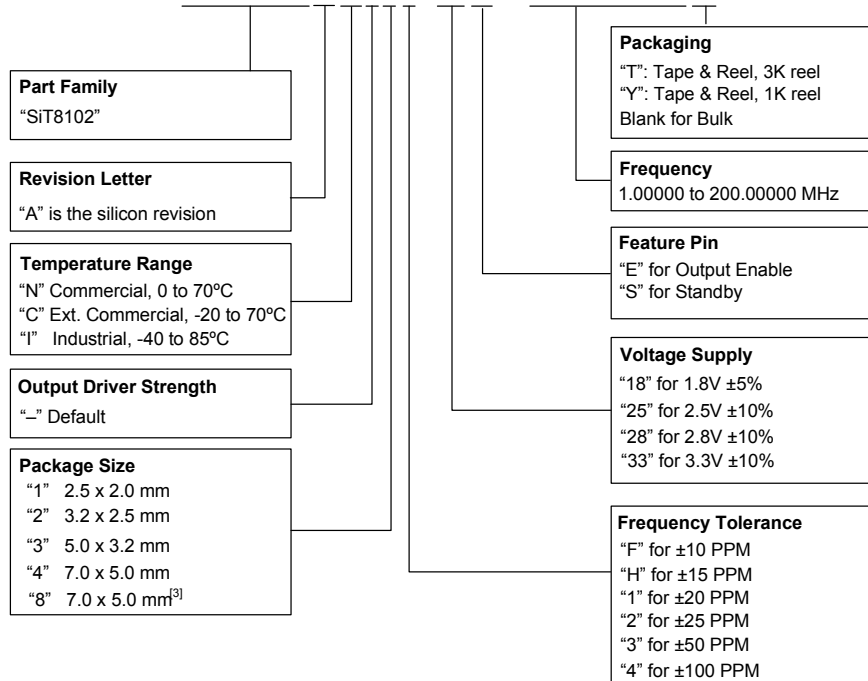 Part Family
“SiT8102”
Revision Letter
“A” is the silicon revision
Temperature Range
“N” Commercial, 0 to 70ºC
“C” Ext. Commercial, -20 to 70ºC
“I” Industrial, -40 to 85ºC
Output Driver Strength
“–” Default
Package Size
“1” 2.5 x 2.0 mm
“2” 3.2 x 2.5 mm
“3” 5.0 x 3.2 mm
“4” 7.0 x 5.0 mm
“8” 7.0 x 5.0 mm[3]
Packaging
“T”: Tape & Reel, 3K reel
“Y”: Tape & Reel, 1K reel
Blank for Bulk
Frequency
1.00000 to 200.00000 MHz
Feature Pin
“E” for Output Enable
“S” for Standby
Voltage Supply
“18” for 1.8V ±5%
“25” for 2.5V ±10%
“28” for 2.8V ±10%
“33” for 3.3V ±10%
Frequency Tolerance
“F” for ±10 PPM
“H” for ±15 PPM
“1” for ±20 PPM
“2” for ±25 PPM
“3” for ±50 PPM
“4” for ±100 PPM